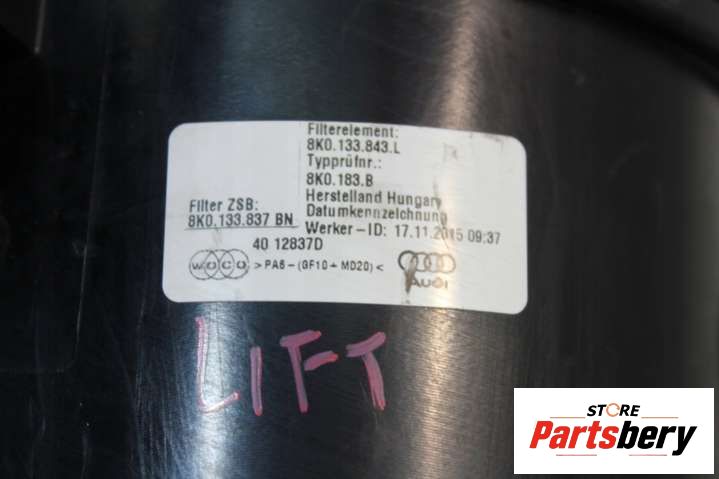 Filterelement:
8K0.133.843.L
Typprüfnr.:
8K0.183.B
Herstelland Hungary
Datumkennzeichnung
Werker-ID: 17.11.2015 09:37
Filter ZSB:
8K0.133.837 BN
40 12837D
WOCO >PA6-(GF10+MD20)< AUDI
LIFT
STORE
Partsbery